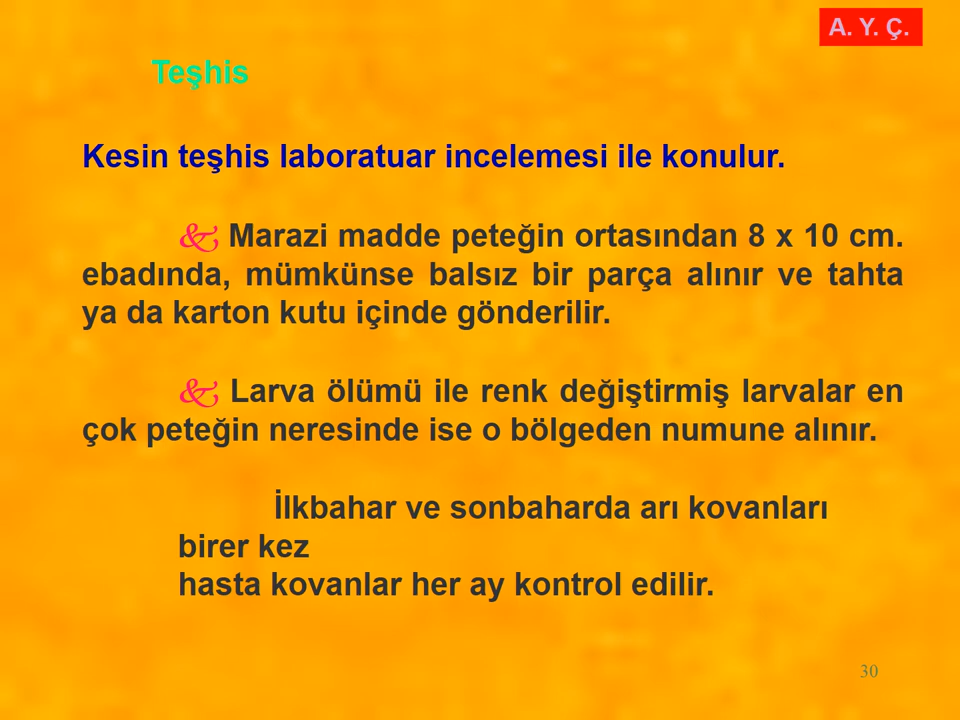 A. Y. Ç.
Teşhis
Kesin teşhis laboratuar incelemesi ile konulur.
Marazi madde peteğin ortasından 8 x 10 cm.
ebadında, mümkünse balsız bir parça alınır ve tahta
ya da karton kutu içinde gönderilir.
Larva ölümü ile renk değiştirmiş larvalar en
çok peteğin neresinde ise o bölgeden numune alınır.
İlkbahar ve sonbaharda arı kovanları
birer kez
hasta kovanlar her ay kontrol edilir.
30